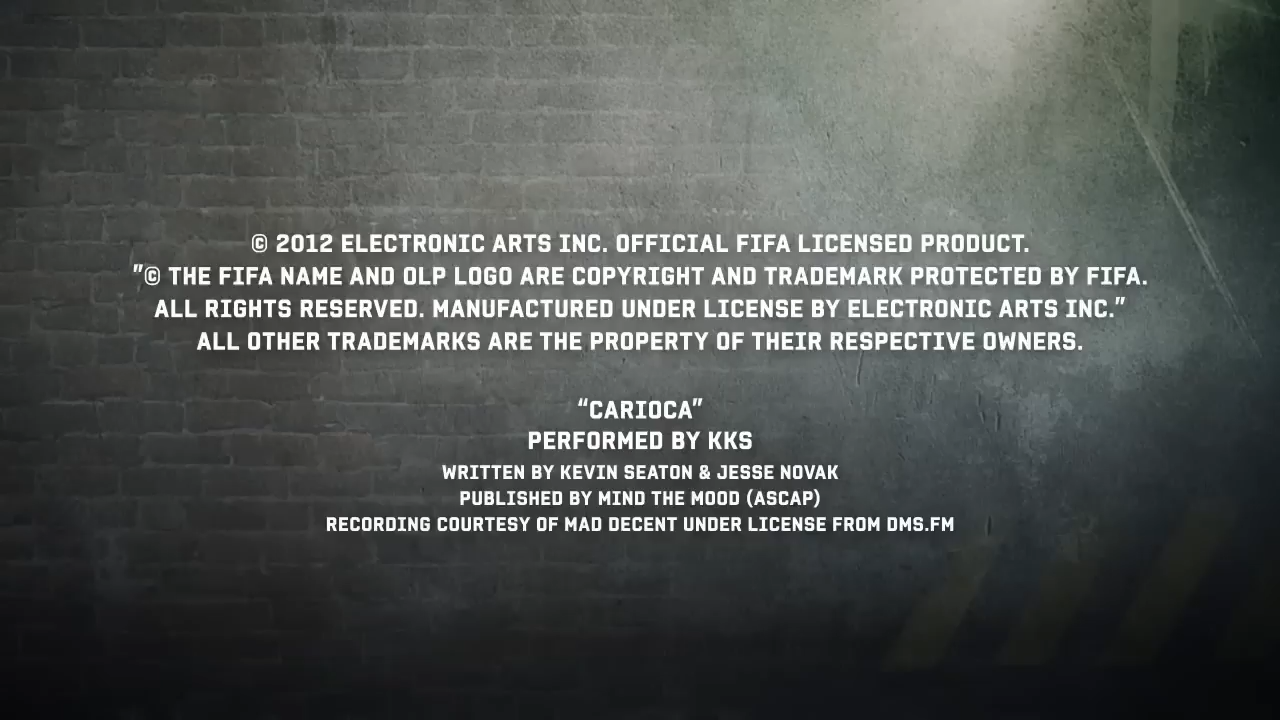 © 2012 ELECTRONIC ARTS INC. OFFICIAL FIFA LICENSED PRODUCT.
"© THE FIFA NAME AND OLP LOGO ARE COPYRIGHT AND TRADEMARK PROTECTED BY FIFA.
ALL RIGHTS RESERVED. MANUFACTURED UNDER LICENSE BY ELECTRONIC ARTS INC."
ALL OTHER TRADEMARKS ARE THE PROPERTY OF THEIR RESPECTIVE OWNERS.
“CARIOCA”
PERFORMED BY KKS
WRITTEN BY KEVIN SEATON & JESSE NOVAK
PUBLISHED BY MIND THE MOOD (ASCAP)
RECORDING COURTESY OF MAD DECENT UNDER LICENSE FROM DMS.FM